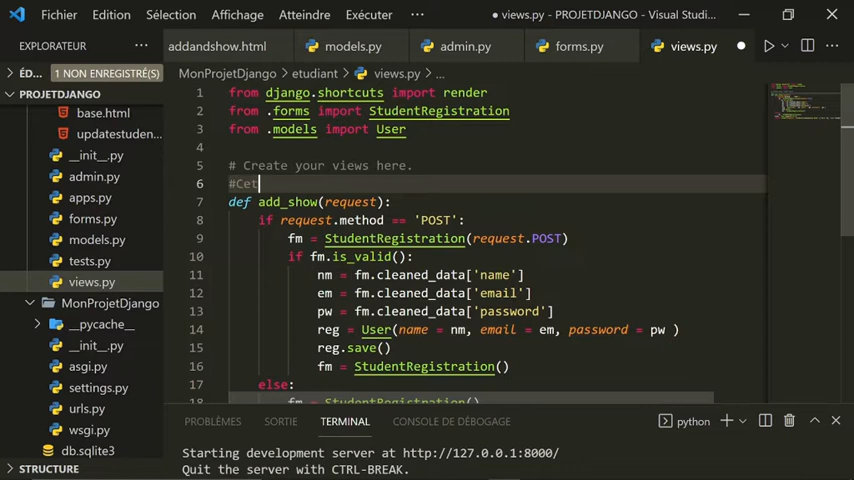 Fichier Edition Sélection Affichage Atteindre Exécuter ··· ● views.py - PROJETDJANGO - Visual Studi...
EXPLORATEUR ···
addandshow.html models.py admin.py forms.py views.py ●
ÉD... 1 NON ENREGISTRÉ(S)
MonProjetDjango > etudiant > views.py > ...
PROJETDJANGO
base.html
updatestuden...
__init__.py
admin.py
apps.py
forms.py
models.py
tests.py
views.py
MonProjetDjango
__pycache__
__init__.py
asgi.py
settings.py
urls.py
wsgi.py
db.sqlite3
STRUCTURE
1 from django.shortcuts import render
2 from .forms import StudentRegistration
3 from .models import User
4
5 # Create your views here.
6 #Cet
7 def add_show(request):
8 if request.method == 'POST':
9 fm = StudentRegistration(request.POST)
10 if fm.is_valid():
11 nm = fm.cleaned_data['name']
12 em = fm.cleaned_data['email']
13 pw = fm.cleaned_data['password']
14 reg = User(name = nm, email = em, password = pw )
15 reg.save()
16 fm = StudentRegistration()
17 else:
18 fm = StudentRegistration()
PROBLÈMES SORTIE TERMINAL CONSOLE DE DÉBOGAGE python
Starting development server at http://127.0.0.1:8000/
Quit the server with CTRL-BREAK.